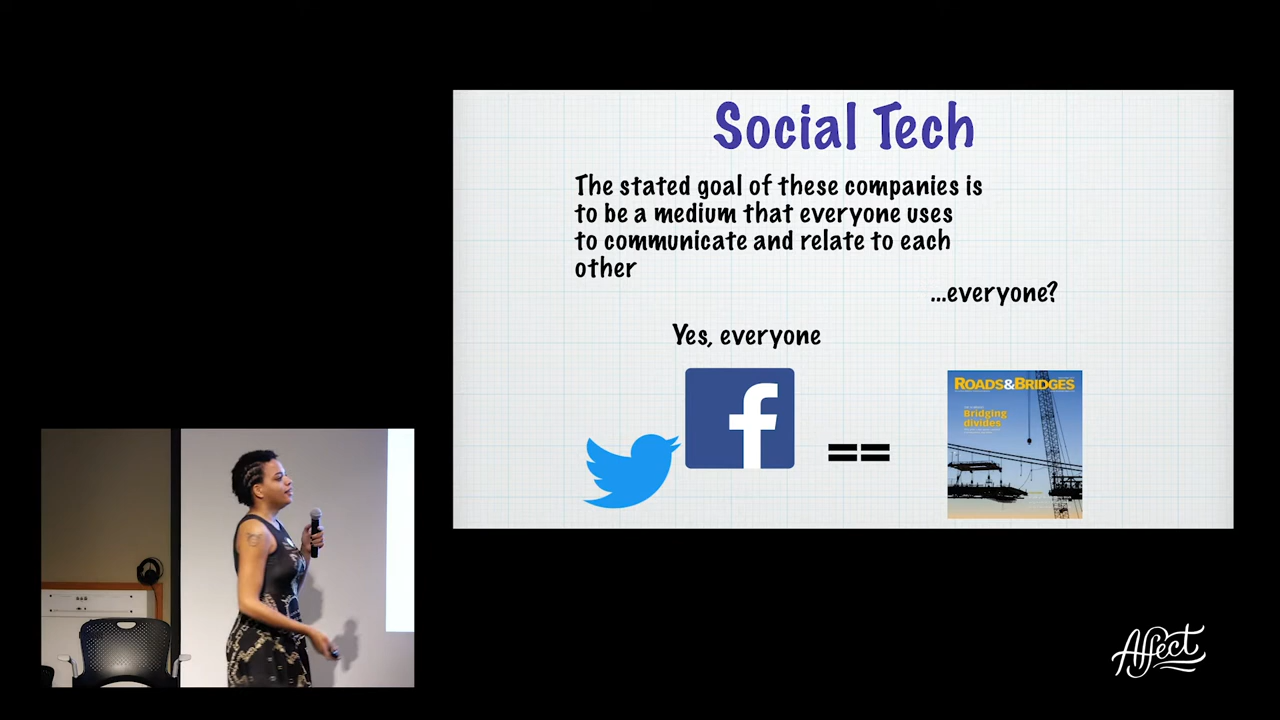 Social Tech
The stated goal of these companies is
to be a medium that everyone uses
to communicate and relate to each
other
...everyone?
Yes, everyone
f
==
ROADS&BRIDGES
Bridging
divides
Affect